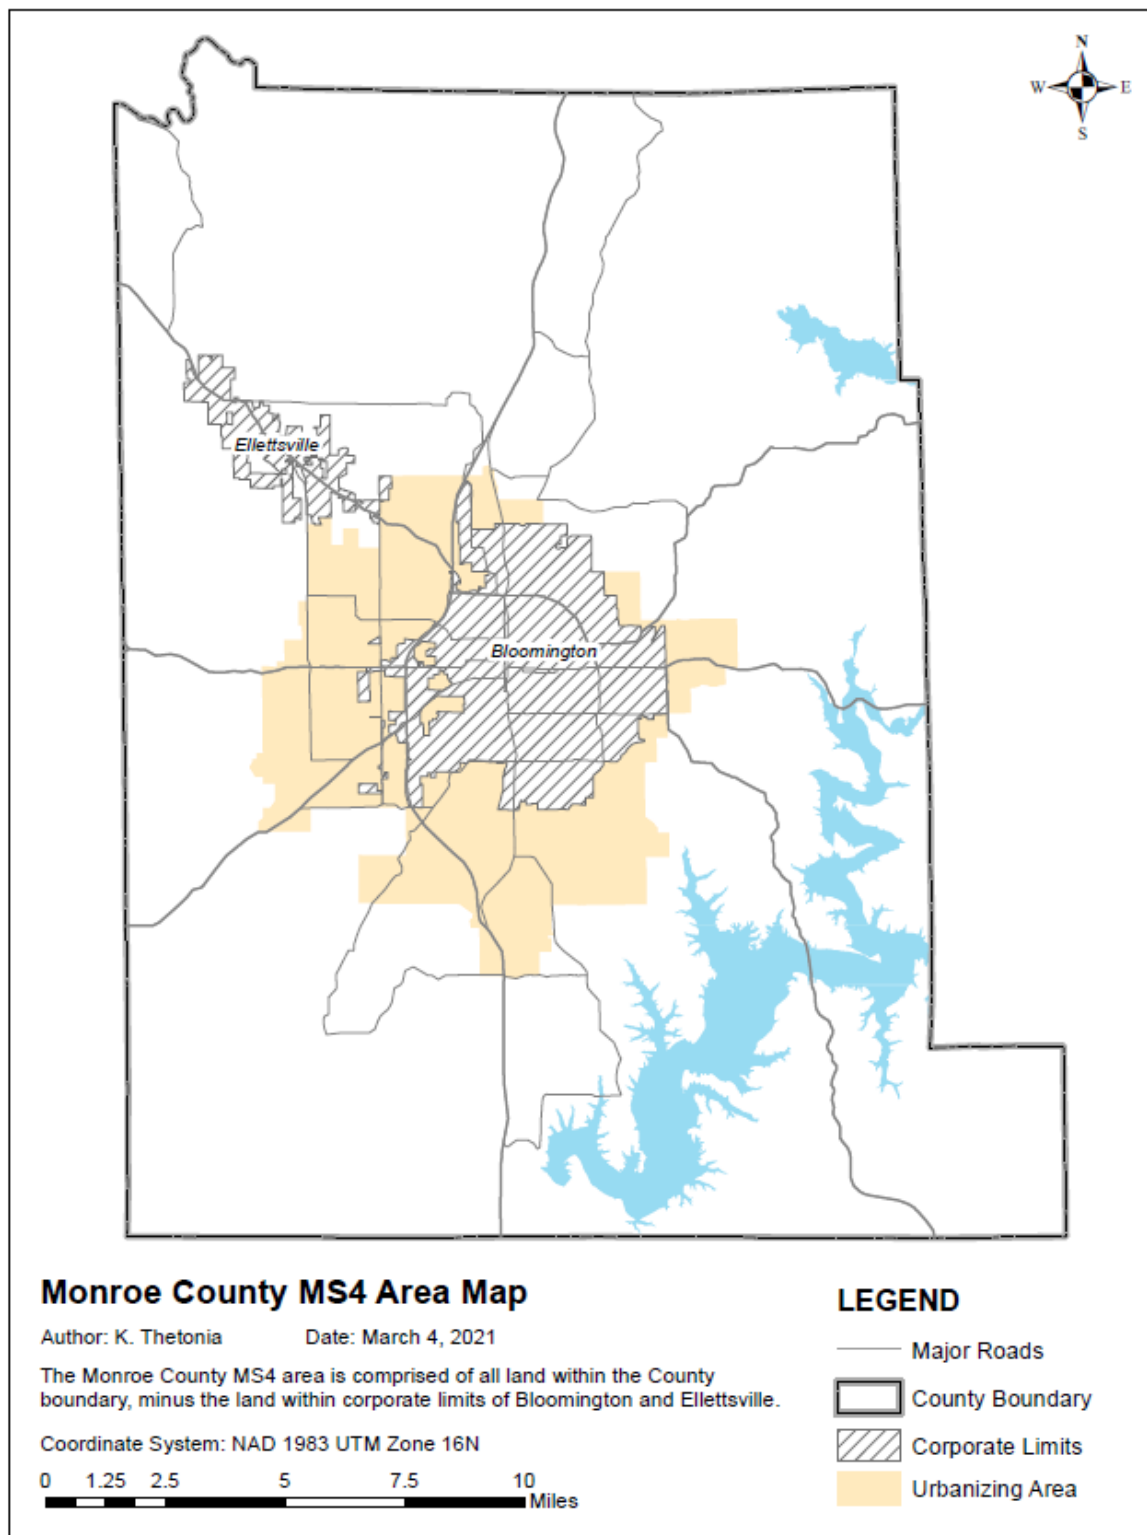 N
W E
S
Ellettsville
Bloomington
Monroe County MS4 Area Map
Author: K. Thetonia Date: March 4, 2021
The Monroe County MS4 area is comprised of all land within the County
boundary, minus the land within corporate limits of Bloomington and Ellettsville.
Coordinate System: NAD 1983 UTM Zone 16N
0 1.25 2.5 5 7.5 10
Miles
LEGEND
Major Roads
County Boundary
Corporate Limits
Urbanizing Area